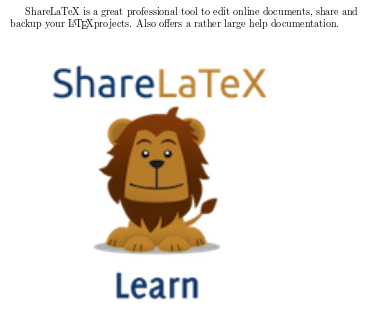 ShareLaTeX is a great professional tool to edit online documents, share and
backup your LATEXprojects. Also offers a rather large help documentation.
ShareLaTeX
Learn